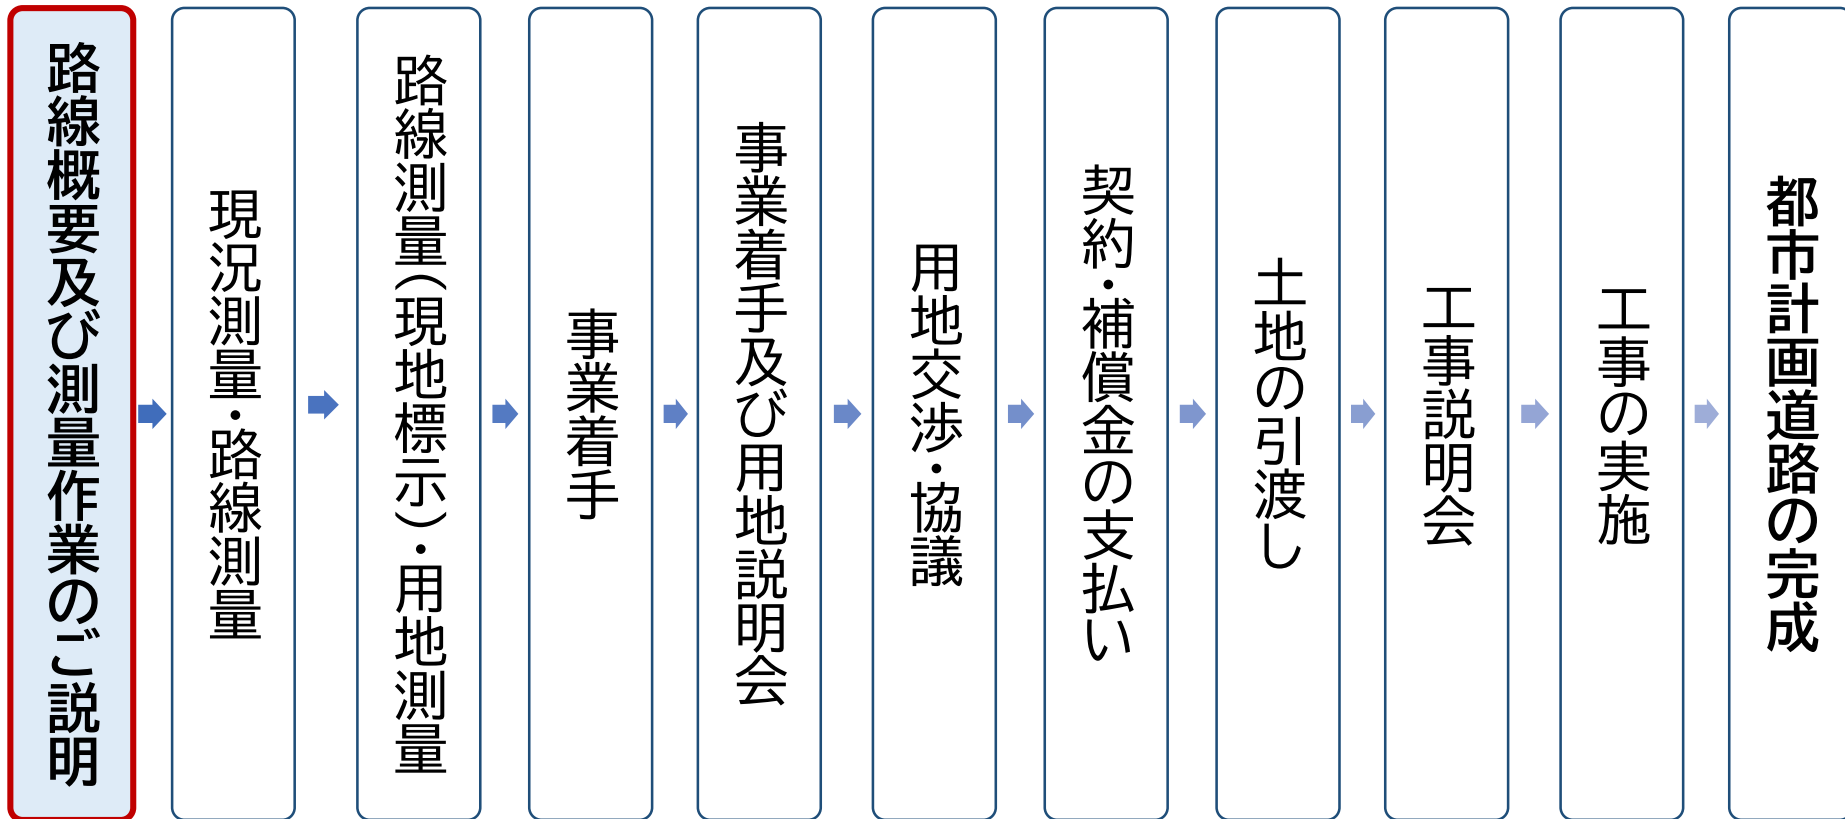 路線概要及び測量作業のご説明
現況測量・路線測量
路線測量（現地標示）・用地測量
事業着手
事業着手及び用地説明会
用地交渉・協議
契約・補償金の支払い
土地の引渡し
工事説明会
工事の実施
都市計画道路の完成